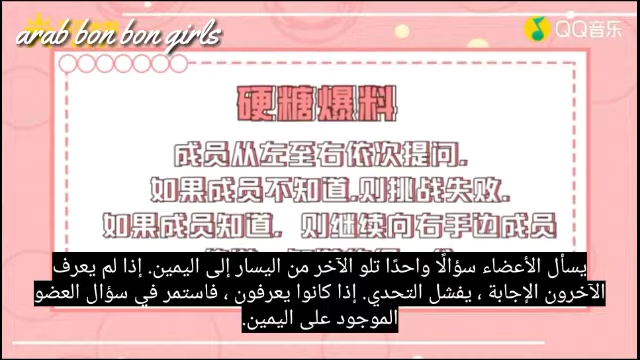 arab bon bon girls
QQ音乐
硬糖爆料
成员从左至右依次提问.
如果成员不知道.则挑战失败.
如果成员知道，则继续向右手边成员
يسأل الأعضاء سؤالًا واحدًا تلو الآخر من اليسار إلى اليمين. إذا لم يعرف
الآخرون الإجابة ، يفشل التحدي. إذا كانوا يعرفون ، فاستمر في سؤال العضو
الموجود على اليمين.